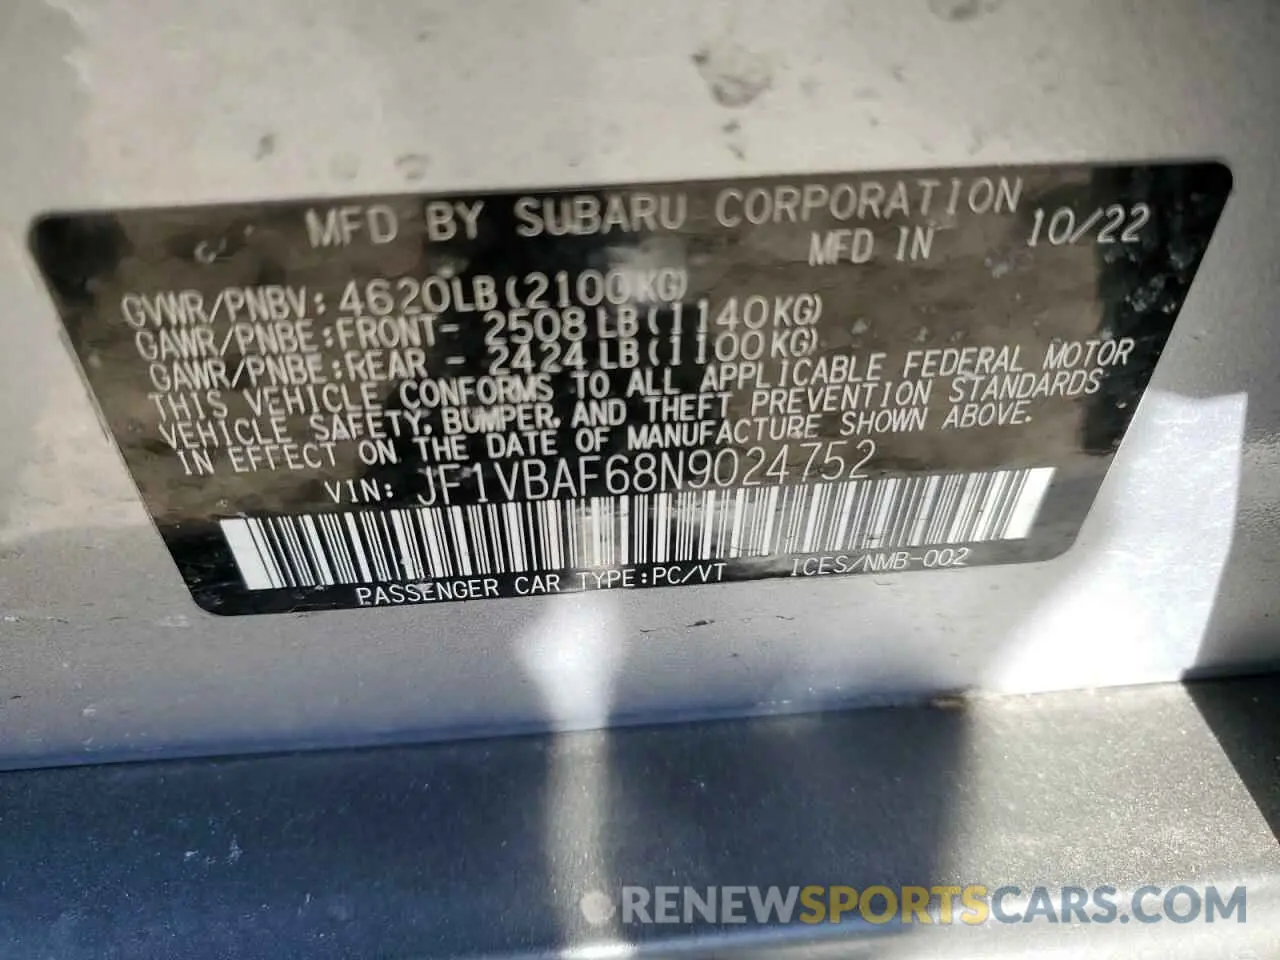 MFD BY SUBARU CORPORATION
MFD IN 10/22
GVWR/PNBV: 4620LB(2100KG)
GAWR/PNBE:FRONT- 2508 LB(1140KG)
GAWR/PNBE:REAR - 2424 LB(1100KG)
THIS VEHICLE CONFORMS TO ALL APPLICABLE FEDERAL MOTOR
VEHICLE SAFETY, BUMPER, AND THEFT PREVENTION STANDARDS
IN EFFECT ON THE DATE OF MANUFACTURE SHOWN ABOVE.
VIN: JF1VBAF68N9024752
PASSENGER CAR TYPE:PC/VT ICES/NMB-002
RENEWSPORTSCARS.COM